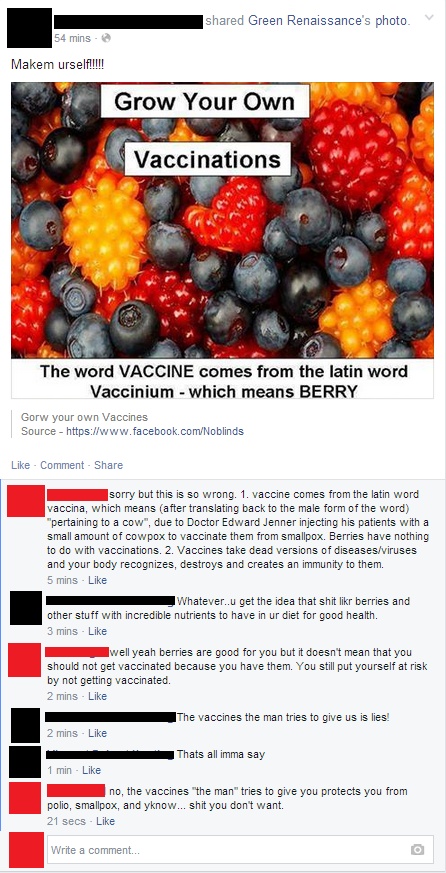 shared Green Renaissance's photo.
54 mins ·
Makem urself!!!!!
Grow Your Own
Vaccinations
The word VACCINE comes from the latin word
Vaccinium - which means BERRY
Gorw your own Vaccines
Source - https://www.facebook.com/Noblinds
Like · Comment · Share
sorry but this is so wrong. 1. vaccine comes from the latin word
vaccina, which means (after translating back to the male form of the word)
"pertaining to a cow", due to Doctor Edward Jenner injecting his patients with a
small amount of cowpox to vaccinate them from smallpox. Berries have nothing
to do with vaccinations. 2. Vaccines take dead versions of diseases/viruses
and your body recognizes, destroys and creates an immunity to them.
5 mins · Like
Whatever..u get the idea that shit likr berries and
other stuff with incredible nutrients to have in ur diet for good health.
3 mins · Like
well yeah berries are good for you but it doesn't mean that you
should not get vaccinated because you have them. You still put yourself at risk
by not getting vaccinated.
2 mins · Like
The vaccines the man tries to give us is lies!
2 mins · Like
Thats all imma say
1 min · Like
no, the vaccines "the man" tries to give you protects you from
polio, smallpox, and yknow... shit you don't want.
21 secs · Like
Write a comment...